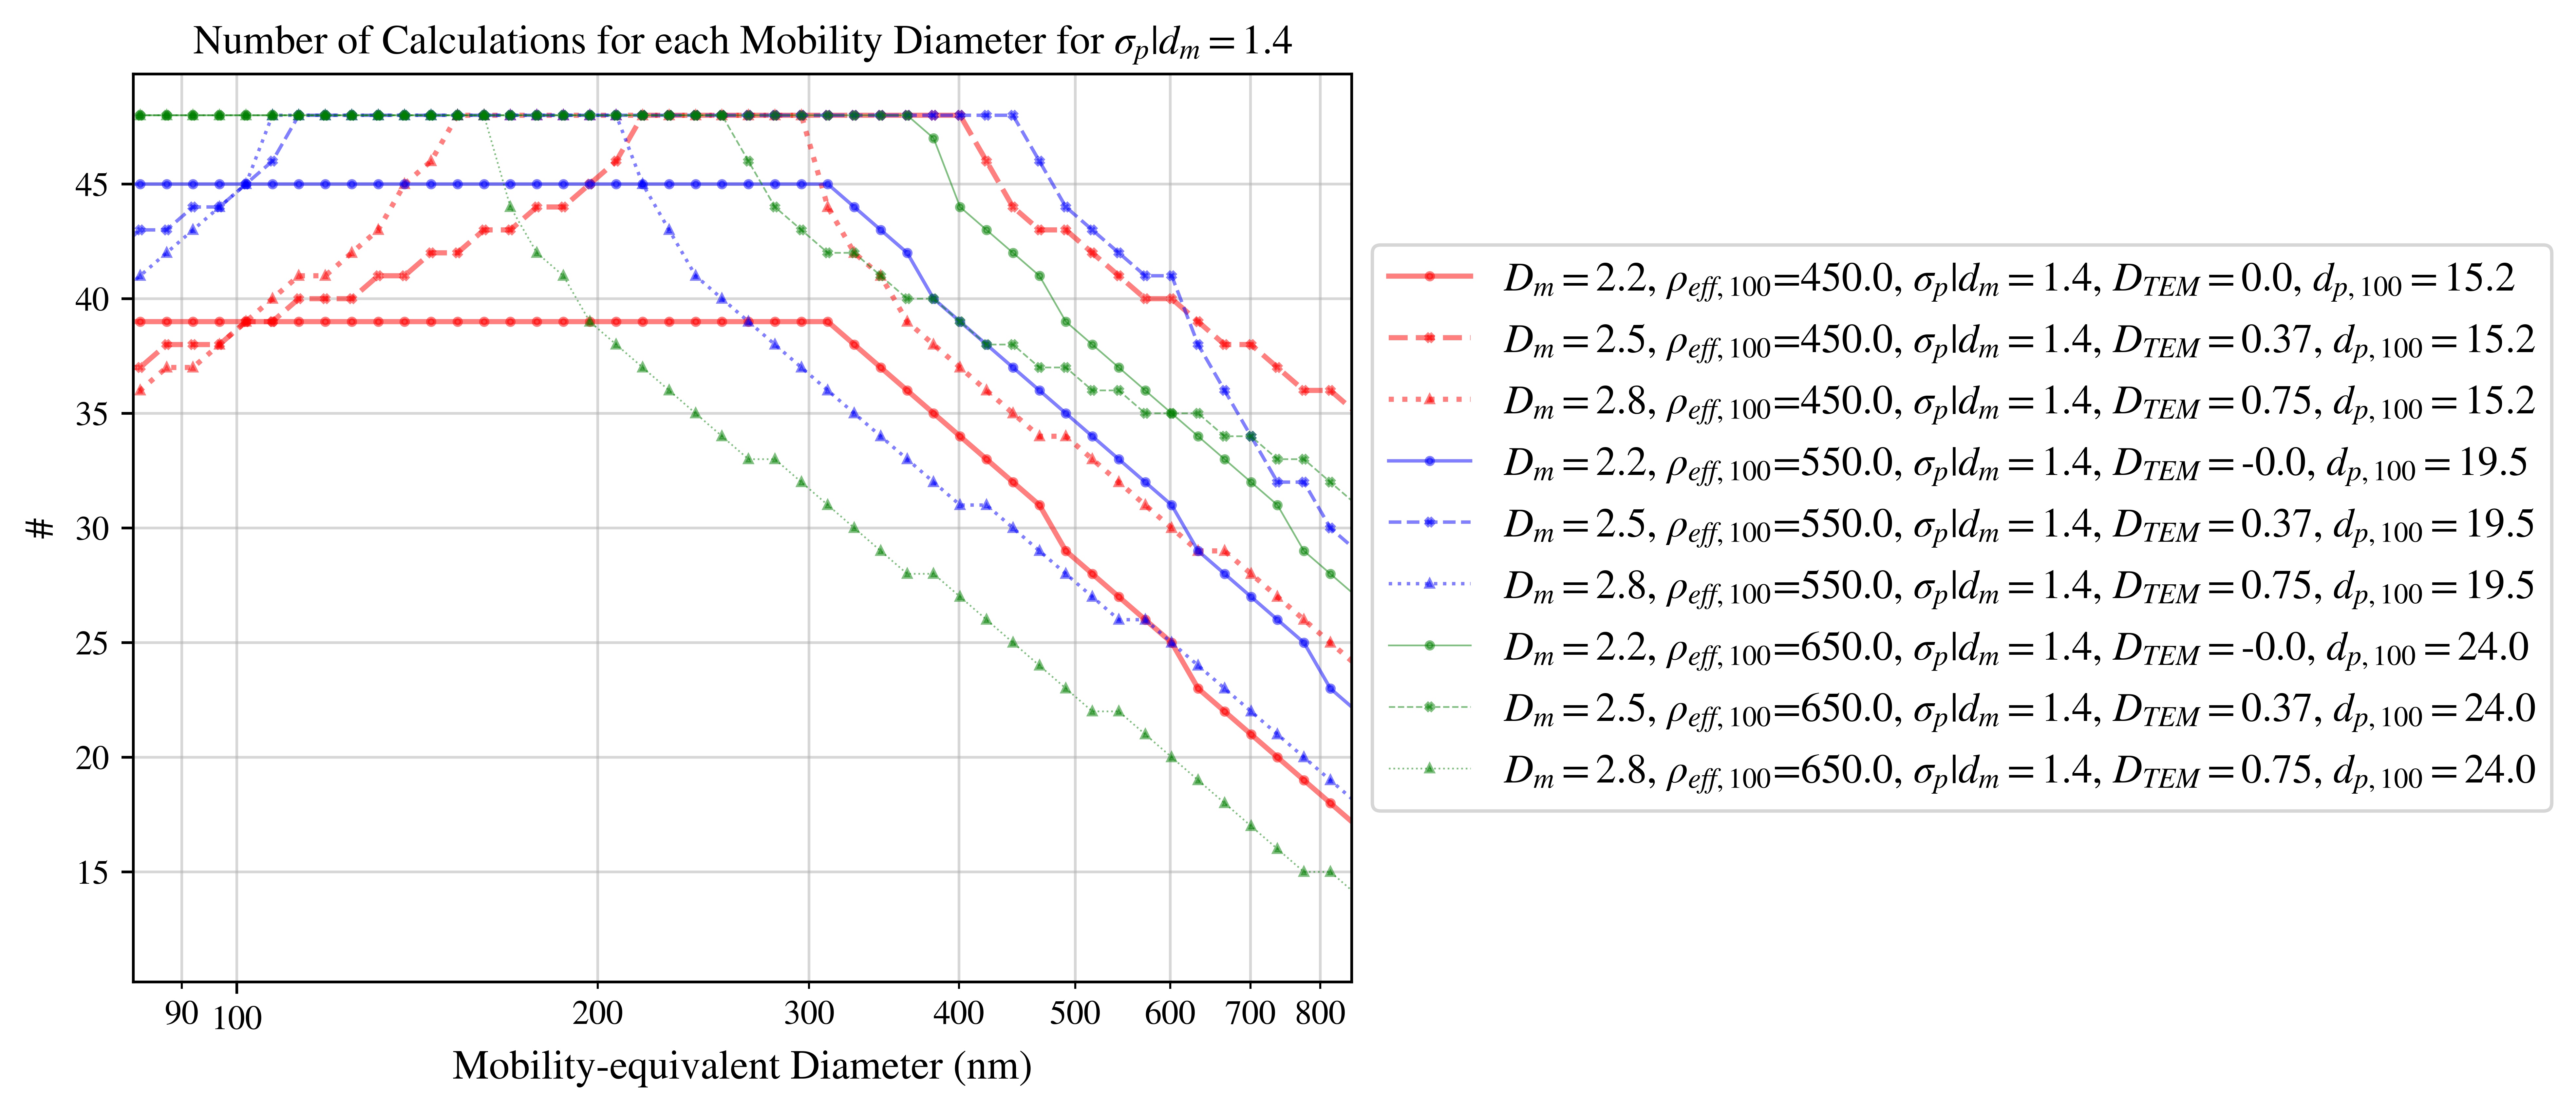 Number of Calculations for each Mobility Diameter for σp|dm = 1.4
#
45
40
35
30
25
20
15
90 100 200 300 400 500 600 700 800
Mobility-equivalent Diameter (nm)
Dm = 2.2, ρeff,100=450.0, σp|dm = 1.4, DTEM = 0.0, dp,100 = 15.2
Dm = 2.5, ρeff,100=450.0, σp|dm = 1.4, DTEM = 0.37, dp,100 = 15.2
Dm = 2.8, ρeff,100=450.0, σp|dm = 1.4, DTEM = 0.75, dp,100 = 15.2
Dm = 2.2, ρeff,100=550.0, σp|dm = 1.4, DTEM = -0.0, dp,100 = 19.5
Dm = 2.5, ρeff,100=550.0, σp|dm = 1.4, DTEM = 0.37, dp,100 = 19.5
Dm = 2.8, ρeff,100=550.0, σp|dm = 1.4, DTEM = 0.75, dp,100 = 19.5
Dm = 2.2, ρeff,100=650.0, σp|dm = 1.4, DTEM = -0.0, dp,100 = 24.0
Dm = 2.5, ρeff,100=650.0, σp|dm = 1.4, DTEM = 0.37, dp,100 = 24.0
Dm = 2.8, ρeff,100=650.0, σp|dm = 1.4, DTEM = 0.75, dp,100 = 24.0